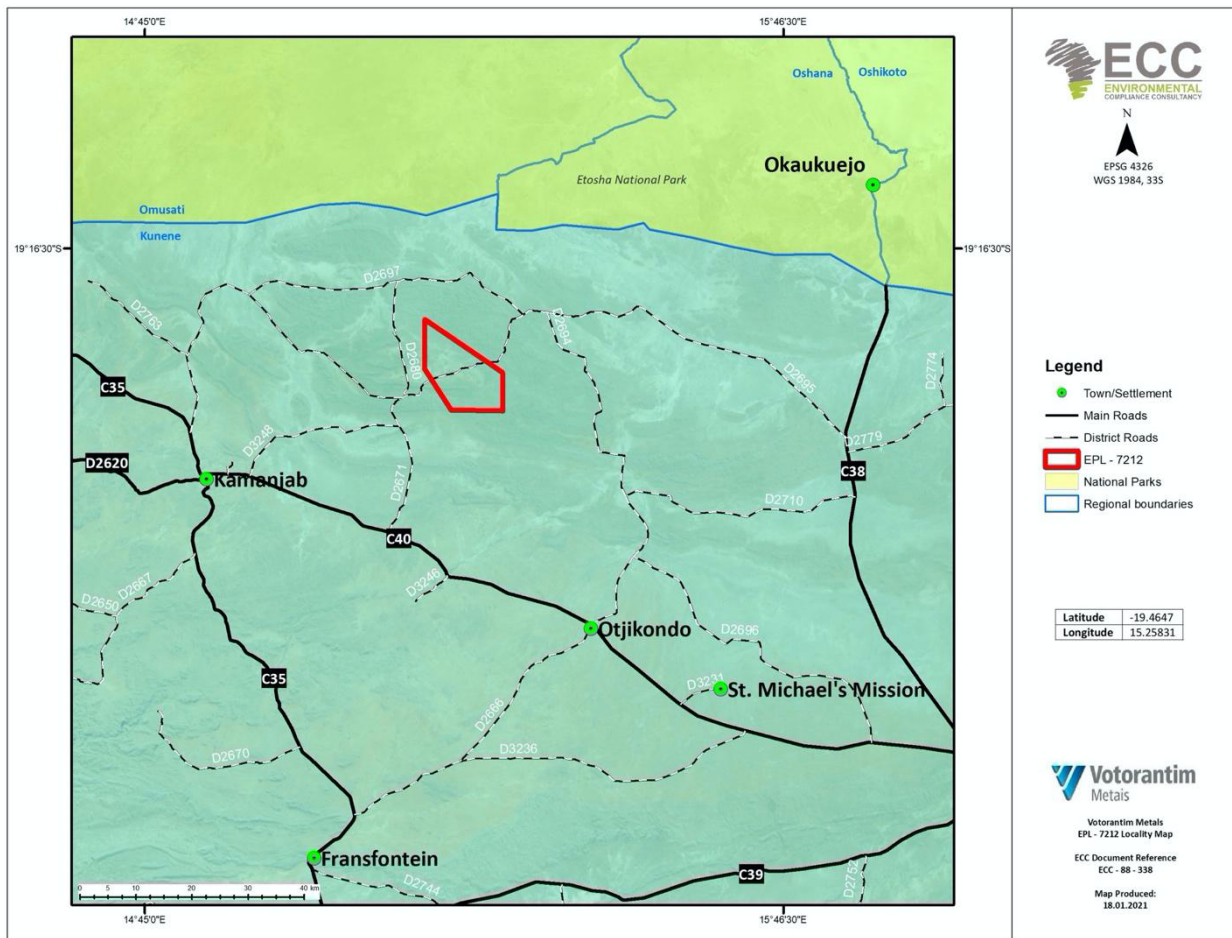 14°45'0"E
15°46'30"E
Oshana
Oshikoto
Okaukuejo
Etosha National Park
Omusati
Kunene
19°16'30"S
19°16'30"S
D2697
D2763
D2694
D2680
D2695
D2774
C35
D2779
D3248
D2620
C38
Kamanjab
D2671
D2710
C40
D3246
D2667
D2650
Otjikondo
D2696
C35
D3231
St. Michael's Mission
D2666
D2670
D3236
Fransfontein
C39
D2744
D2752
0 5 10 20 30 40 km
14°45'0"E
15°46'30"E
ECC
ENVIRONMENTAL
COMPLIANCE CONSULTANCY
N
EPSG 4326
WGS 1984, 33S
Legend
Town/Settlement
Main Roads
District Roads
EPL - 7212
National Parks
Regional boundaries
Latitude -19.4647
Longitude 15.25831
Votorantim
Metais
Votorantim Metals
EPL - 7212 Locality Map
ECC Document Reference
ECC - 88 - 338
Map Produced:
18.01.2021